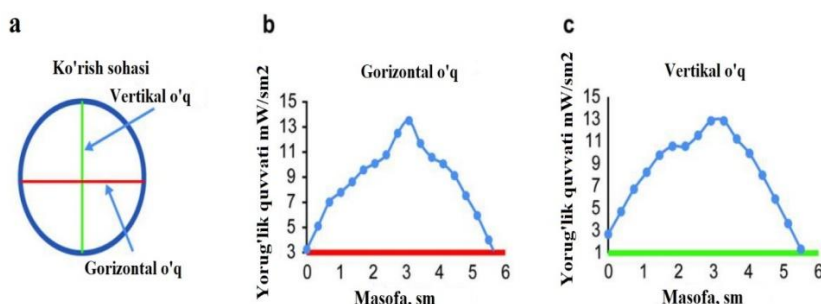 a
Ko'rish sohasi
Vertikal o'q
Gorizontal o'q
b
Gorizontal o'q
Yorug'lik quvvati mW/sm2
15
13
11
9
7
5
3
0 1 2 3 4 5 6
Masofa, sm
c
Vertikal o'q
Yorug'lik quvvati mW/sm2
15
13
11
9
7
5
3
1
0 1 2 3 4 5 6
Masofa, sm